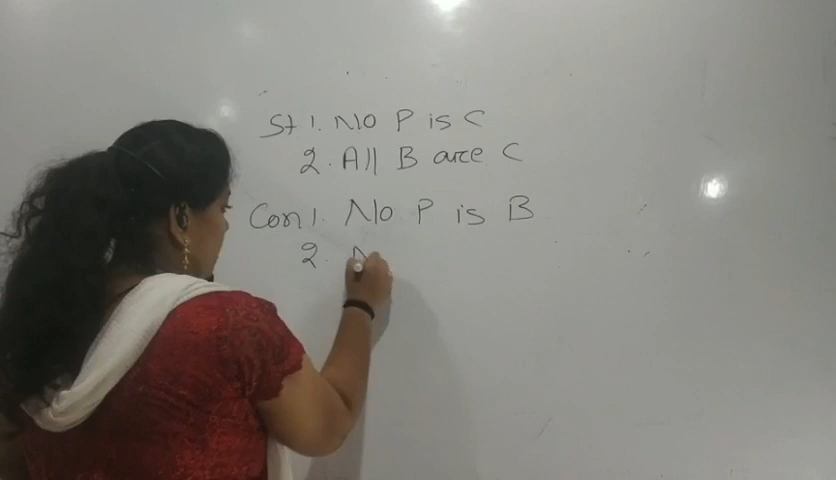 St 1. No P is C
2. All B are C
Con 1. No P is B
2. N